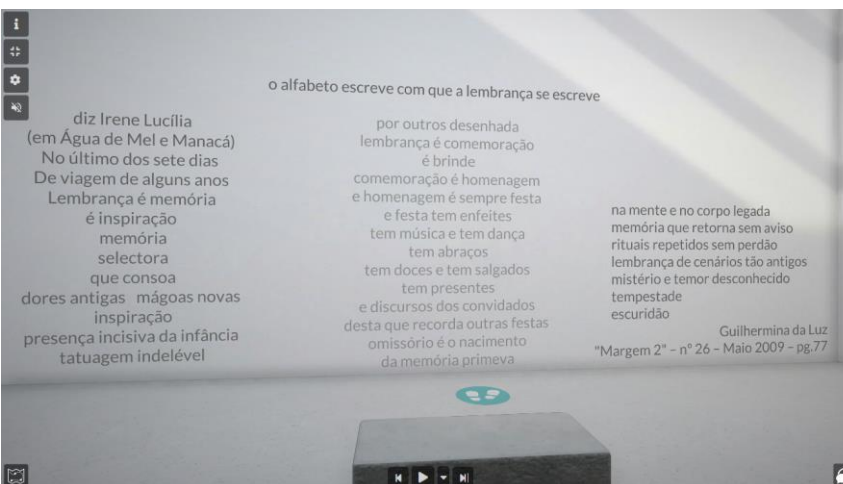 o alfabeto escreve com que a lembrança se escreve
diz Irene Lucília
(em Água de Mel e Manacá)
No último dos sete dias
De viagem de alguns anos
Lembrança é memória
é inspiração
memória
selectora
que consoa
dores antigas mágoas novas
inspiração
presença incisiva da infância
tatuagem indelével
por outros desenhada
lembrança é comemoração
é brinde
comemoração é homenagem
e homenagem é sempre festa
e festa tem enfeites
tem música e tem dança
tem abraços
tem doces e tem salgados
tem presentes
e discursos dos convidados
desta que recorda outras festas
omissório é o nacimento
da memória primeva
na mente e no corpo legada
memória que retorna sem aviso
rituais repetidos sem perdão
lembrança de cenários tão antigos
mistério e temor desconhecido
tempestade
escuridão
Guilhermina da Luz
"Margem 2" – nº 26 – Maio 2009 – pg.77